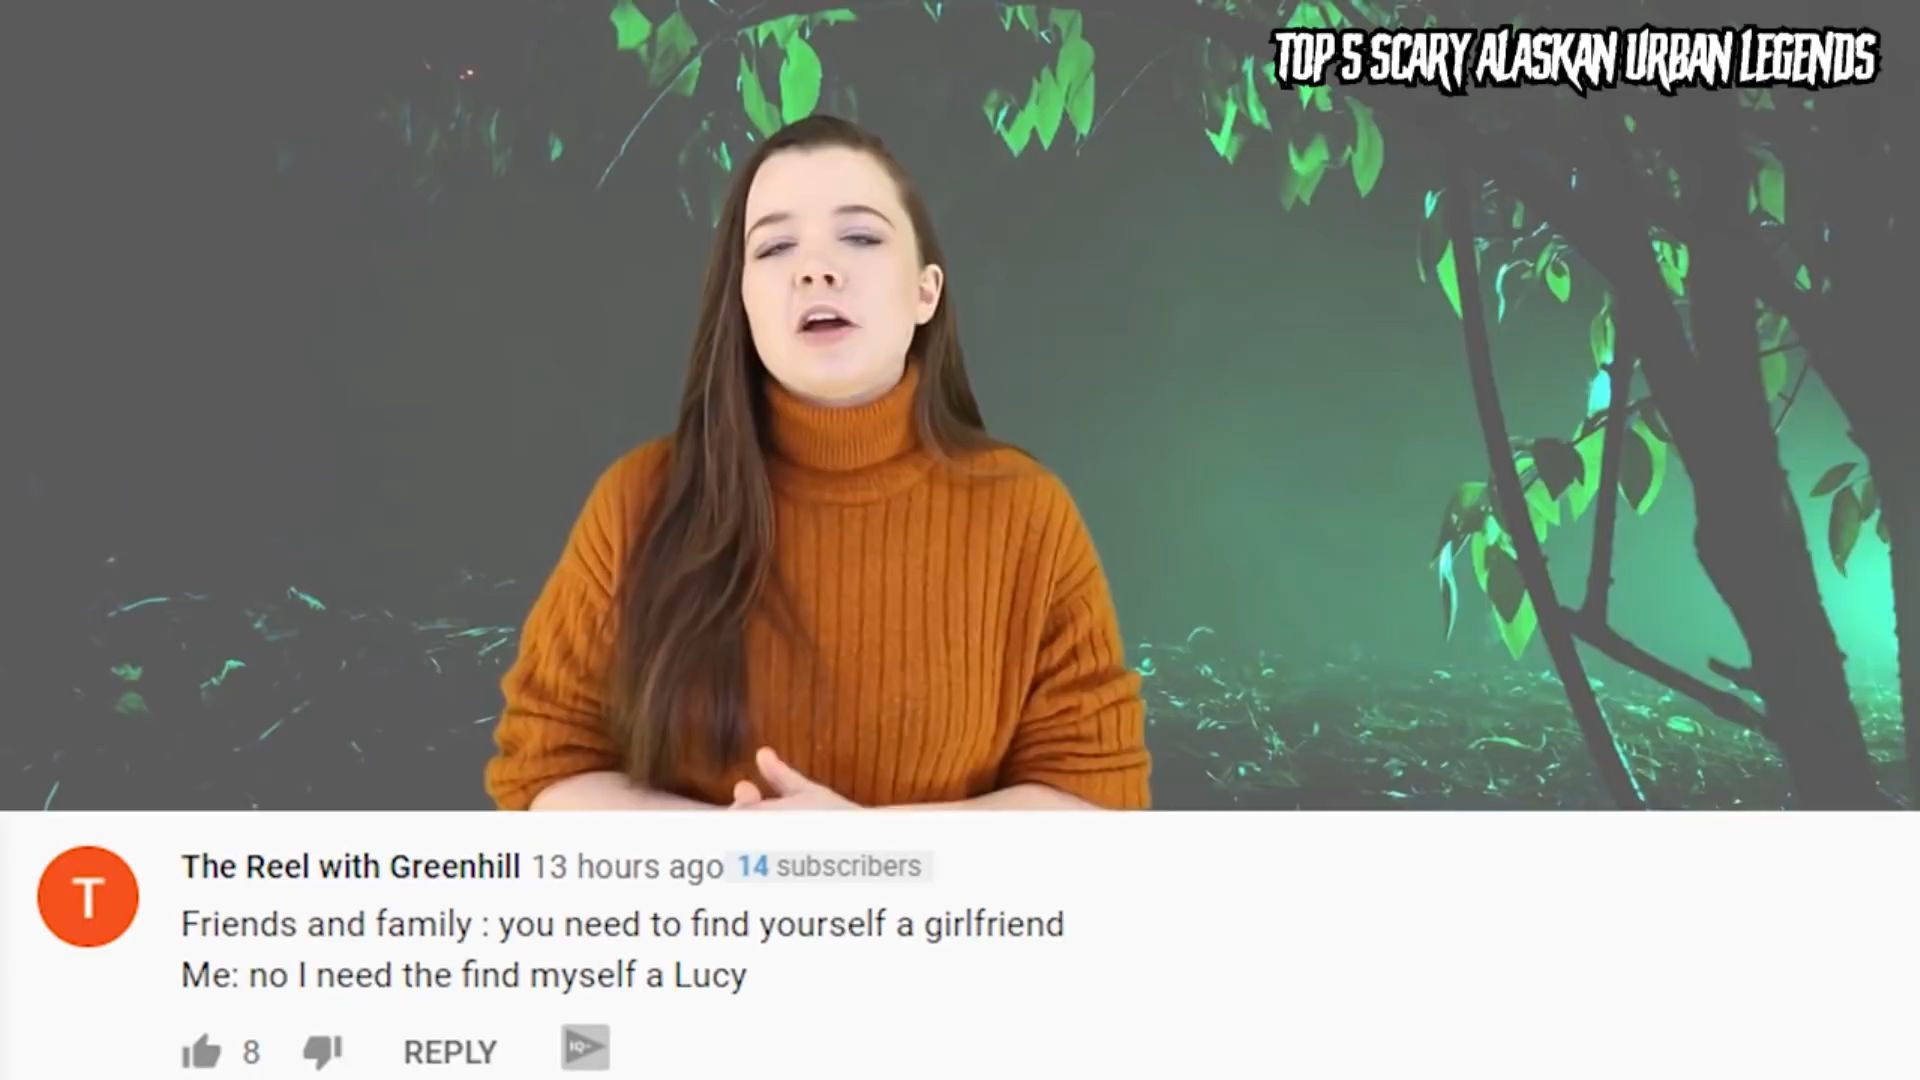 TOP 5 SCARY ALASKAN URBAN LEGENDS
T
The Reel with Greenhill 13 hours ago 14 subscribers
Friends and family : you need to find yourself a girlfriend
Me: no I need the find myself a Lucy
8 REPLY IQ